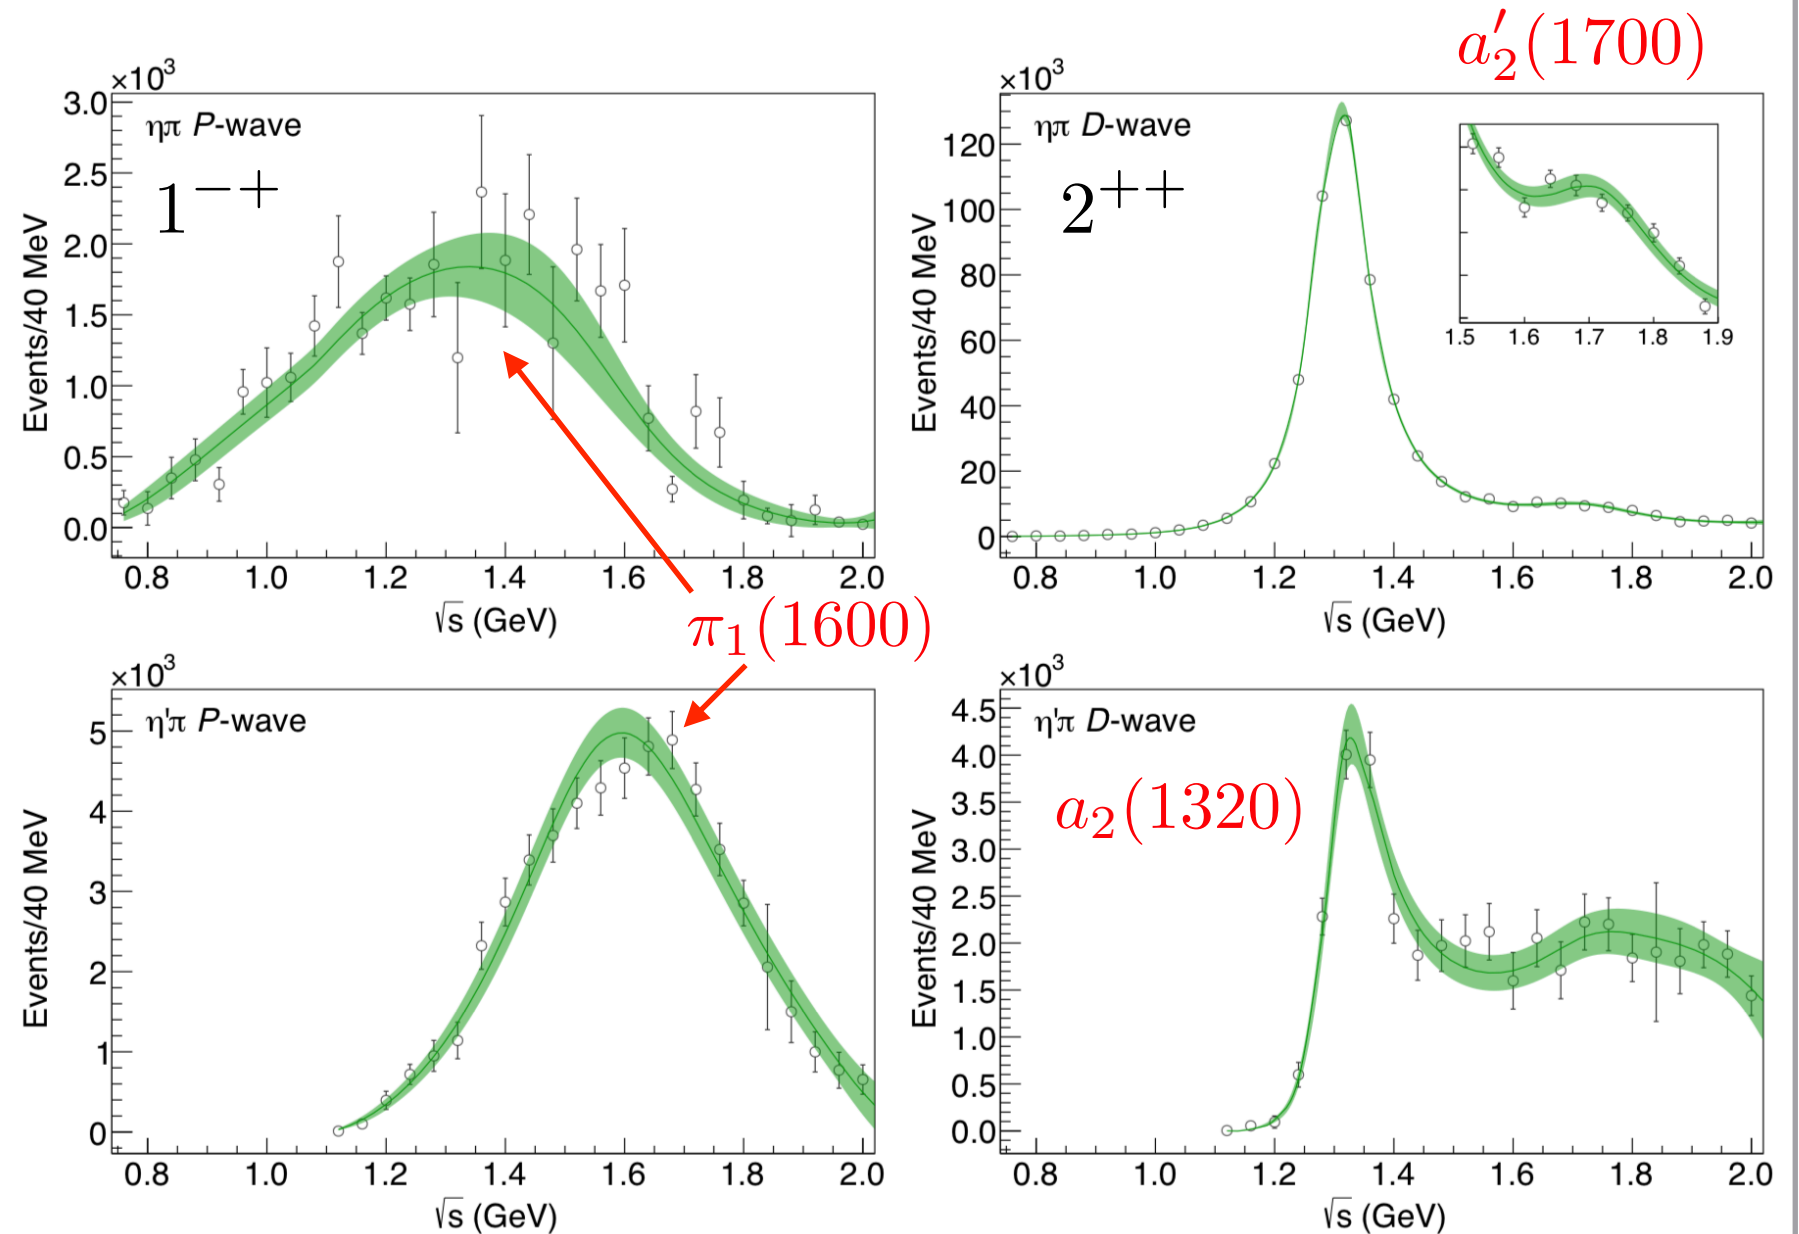 a′₂(1700)
×10³
ηπ P-wave
1⁻⁺
Events/40 MeV
3.0
2.5
2.0
1.5
1.0
0.5
0.0
0.8 1.0 1.2 1.4 1.6 1.8 2.0
√s (GeV)
×10³
ηπ D-wave
2⁺⁺
Events/40 MeV
120
100
80
60
40
20
0
1.5 1.6 1.7 1.8 1.9
0.8 1.0 1.2 1.4 1.6 1.8 2.0
√s (GeV)
π₁(1600)
×10³
η'π P-wave
Events/40 MeV
5
4
3
2
1
0
0.8 1.0 1.2 1.4 1.6 1.8 2.0
√s (GeV)
×10³
η'π D-wave
a₂(1320)
Events/40 MeV
4.5
4.0
3.5
3.0
2.5
2.0
1.5
1.0
0.5
0.0
0.8 1.0 1.2 1.4 1.6 1.8 2.0
√s (GeV)